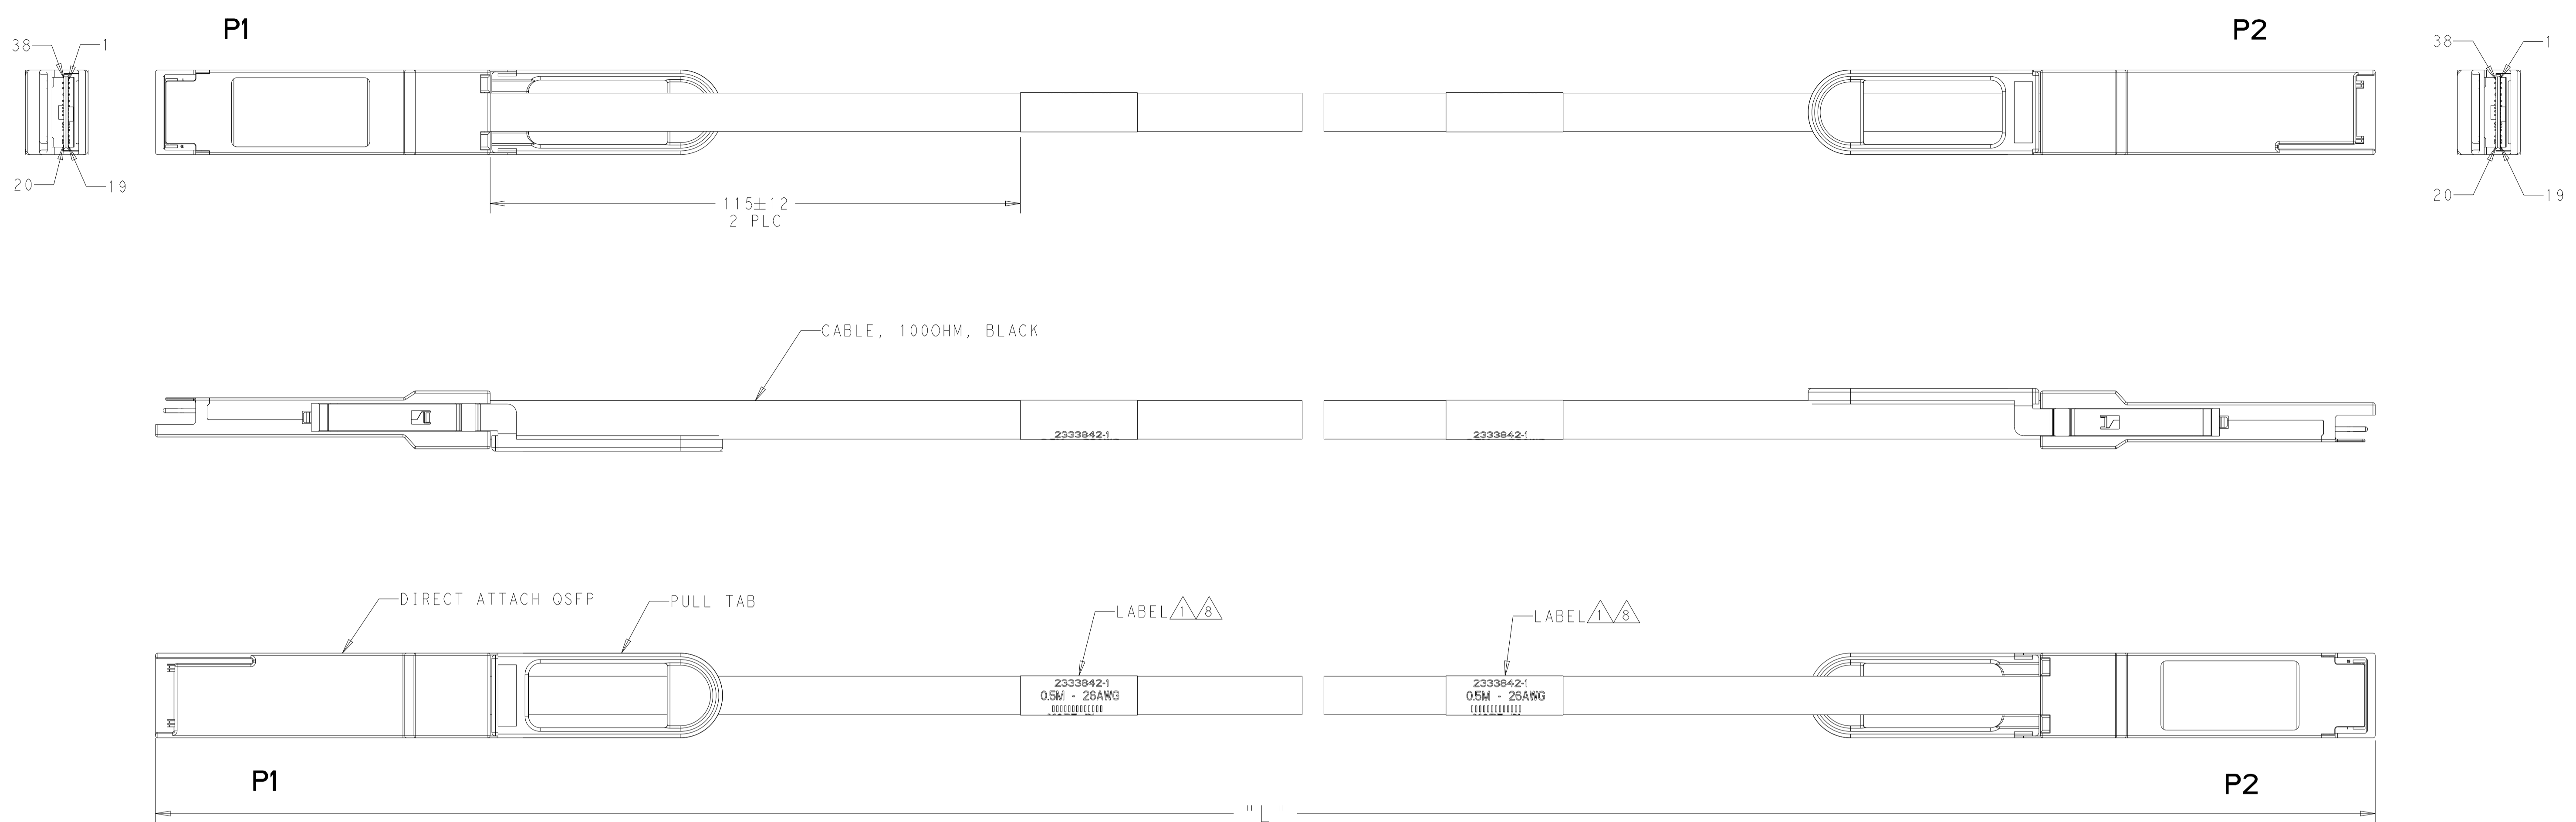 P1
P2
38
1
38
1
20
19
115±12
2 PLC
20
19
CABLE, 100OHM, BLACK
2333842-1
2333842-1
DIRECT ATTACH QSFP
PULL TAB
LABEL 1 8
LABEL 1 8
2333842-1
0.5M - 26AWG
2333842-1
0.5M - 26AWG
P1
P2
"L"